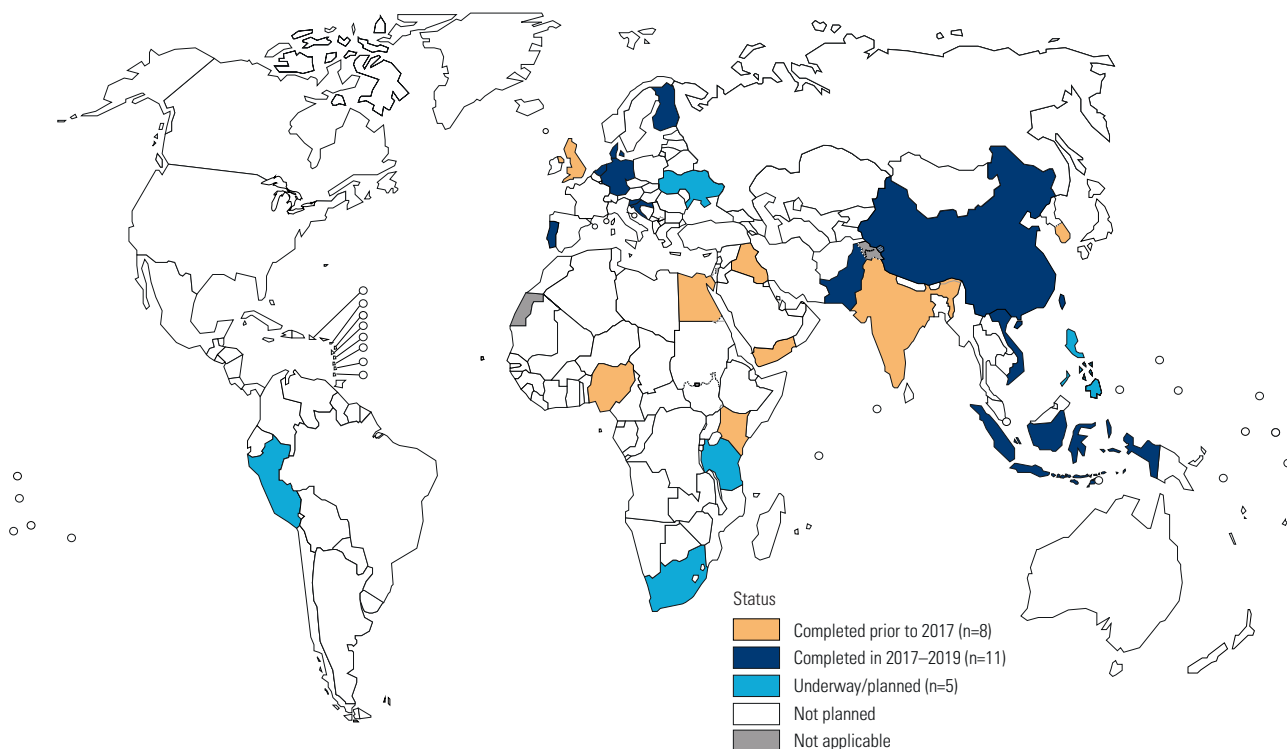 Status
Completed prior to 2017 (n=8)
Completed in 2017–2019 (n=11)
Underway/planned (n=5)
Not planned
Not applicable